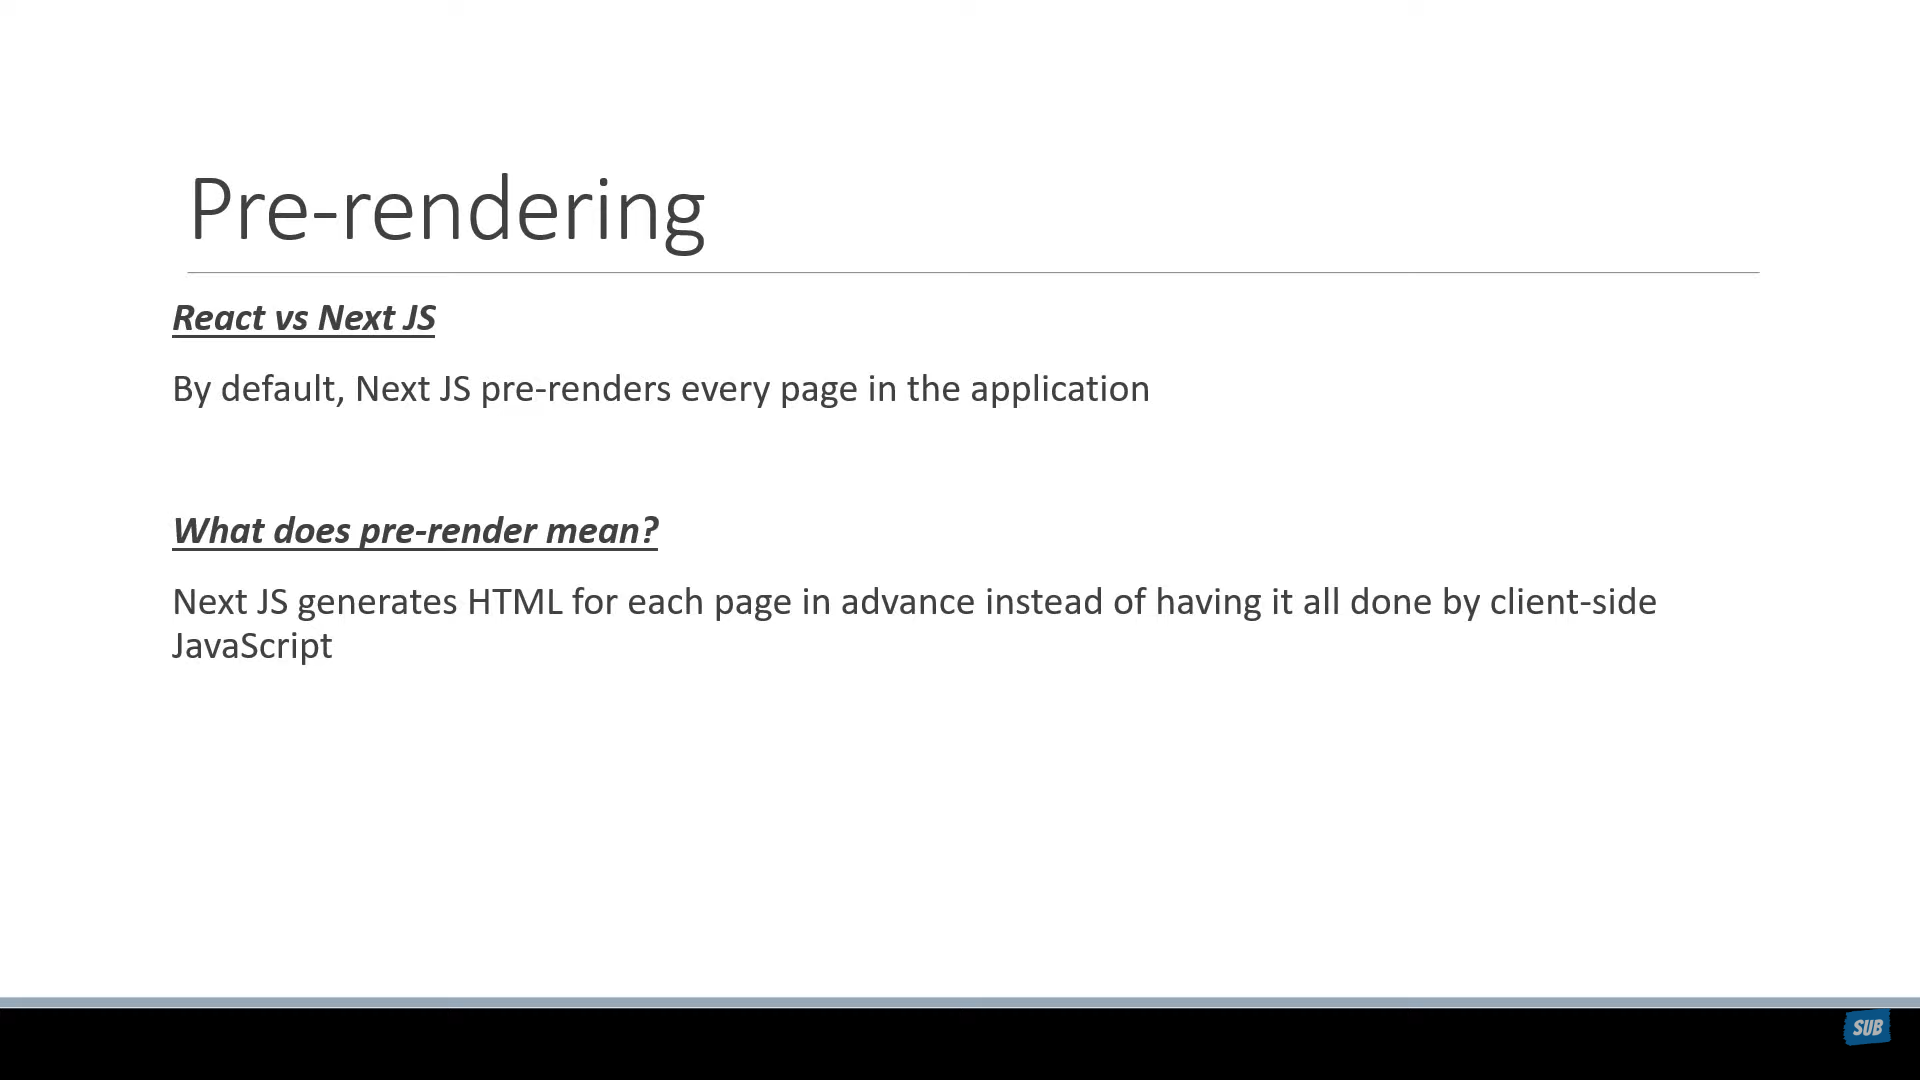 Pre-rendering
React vs Next JS
By default, Next JS pre-renders every page in the application
What does pre-render mean?
Next JS generates HTML for each page in advance instead of having it all done by client-side
JavaScript
SUB